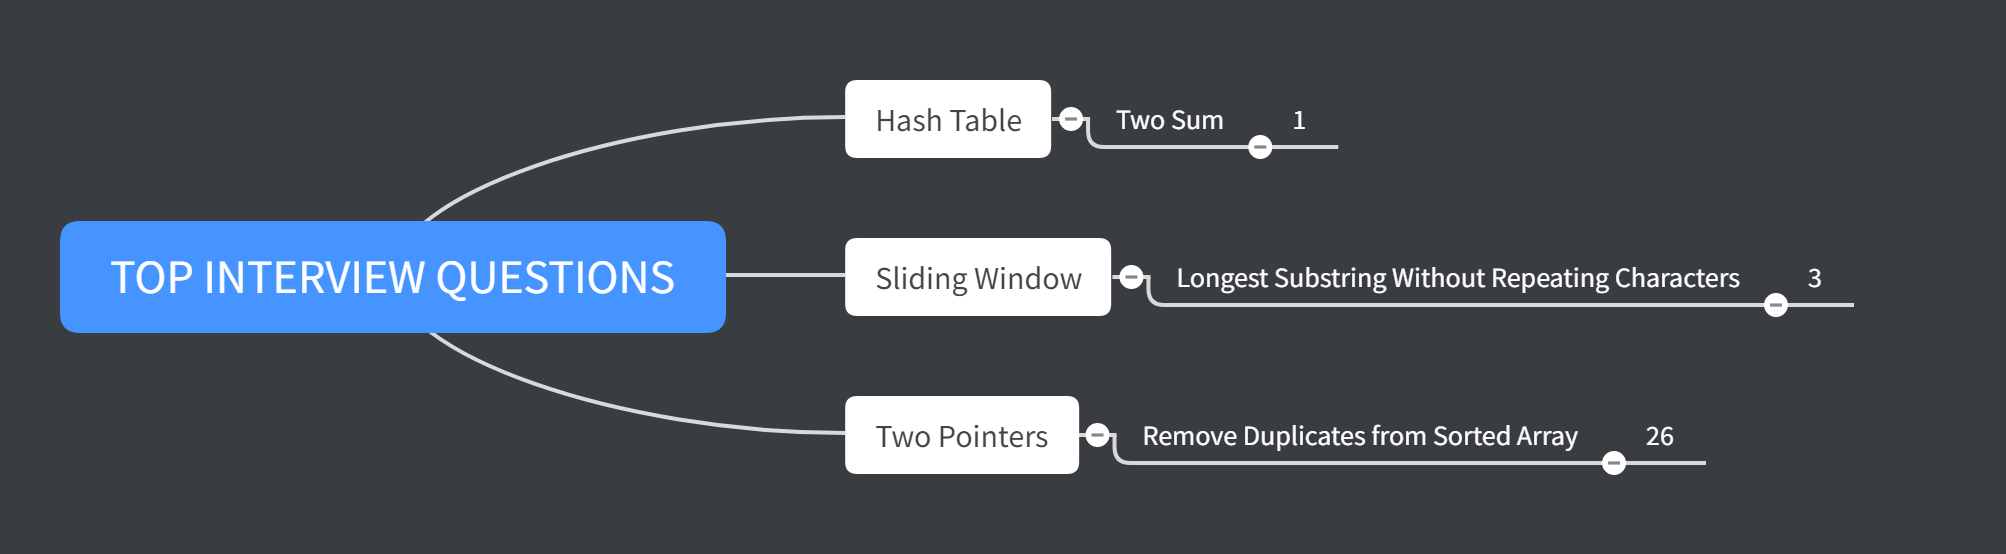 TOP INTERVIEW QUESTIONS
Hash Table
Two Sum
1
Sliding Window
Longest Substring Without Repeating Characters
3
Two Pointers
Remove Duplicates from Sorted Array
26